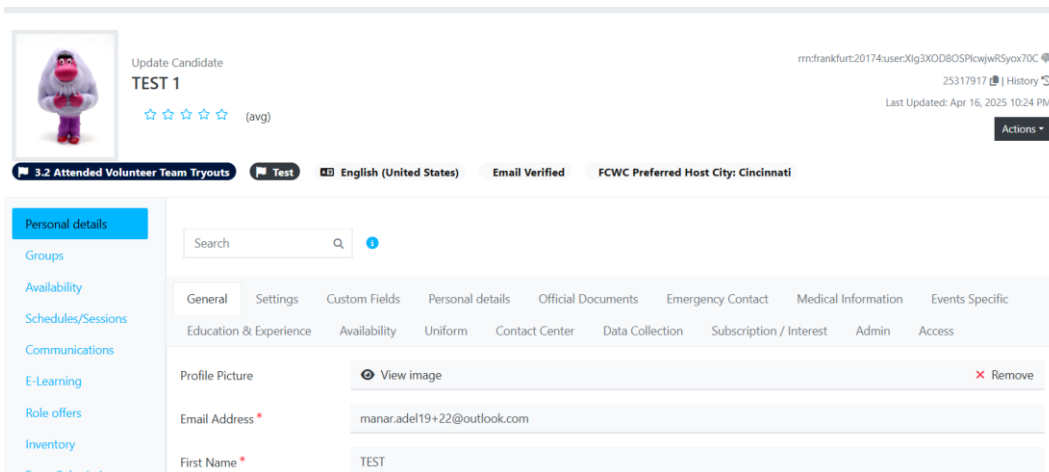 Update Candidate
TEST 1
(avg)
rrn:frankfurt:20174:user:XIg3XOD8OSPIcwjwRSyox70C
25317917 | History
Last Updated: Apr 16, 2025 10:24 PM
Actions
3.2 Attended Volunteer Team Tryouts Test English (United States) Email Verified FCWC Preferred Host City: Cincinnati
Personal details
Groups
Availability
Schedules/Sessions
Communications
E-Learning
Role offers
Inventory
Search
General Settings Custom Fields Personal details Official Documents Emergency Contact Medical Information Events Specific
Education & Experience Availability Uniform Contact Center Data Collection Subscription / Interest Admin Access
Profile Picture View image Remove
Email Address * manar.adel19+22@outlook.com
First Name * TEST